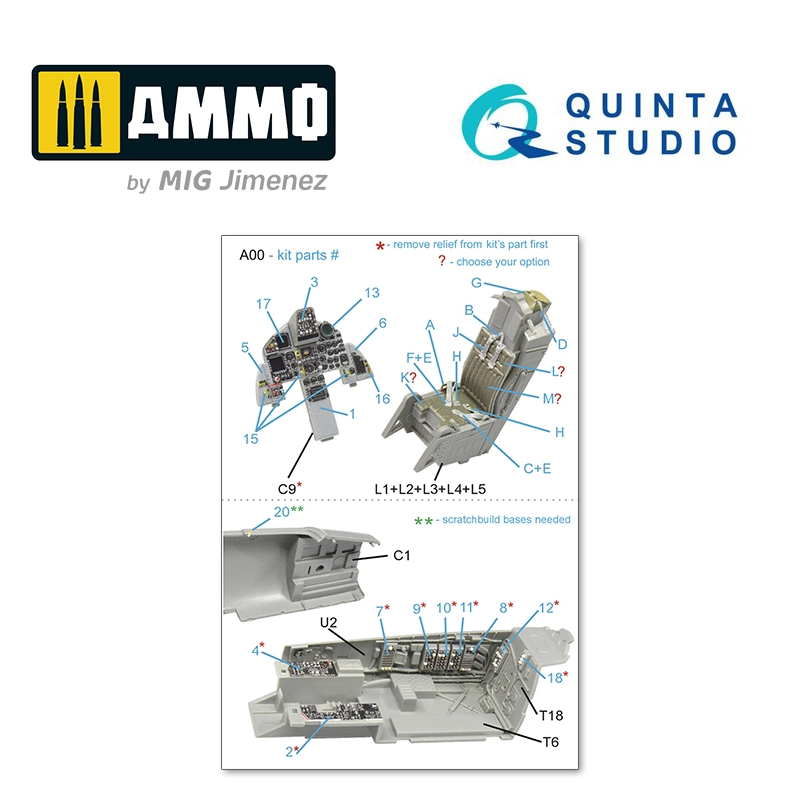 AMMO
by MIG Jimenez
QUINTA
STUDIO
A00 - kit parts #
* - remove relief from kit's part first
? - choose your option
3
17
13
6
5
16
1
15
C9*
G
B
D
A
J
F+E
H
L?
K?
M?
H
C+E
L1+L2+L3+L4+L5
20**
** - scratchbuild bases needed
C1
U2
7*
9*
10*
11*
8*
12*
4*
18*
T18
T6
2*